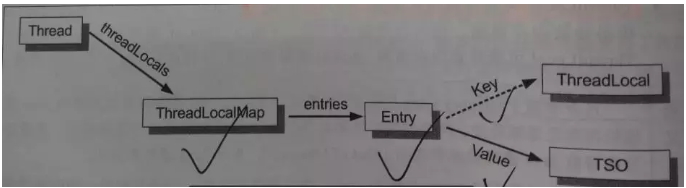 Thread
threadLocals
ThreadLocalMap
entries
Entry
Key
ThreadLocal
Value
TSO